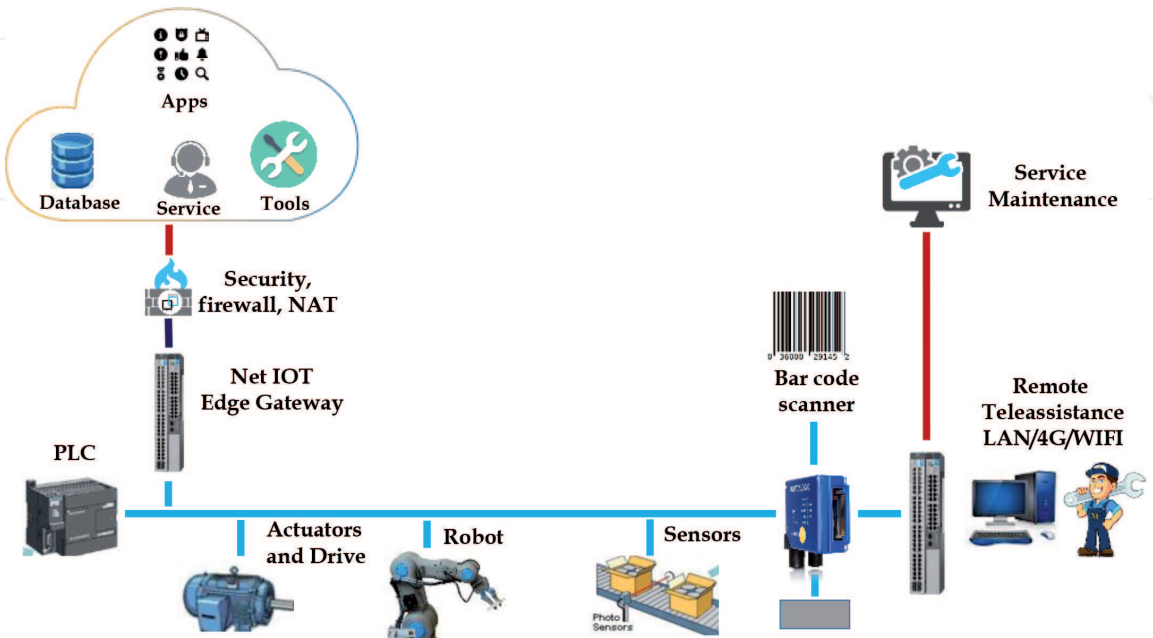 Apps
Database
Service
Tools
Security,
firewall, NAT
Net IOT
Edge Gateway
PLC
Actuators
and Drive
Robot
Sensors
Photo
Sensors
0 36000 29145 2
Bar code
scanner
Service
Maintenance
Remote
Teleassistance
LAN/4G/WIFI